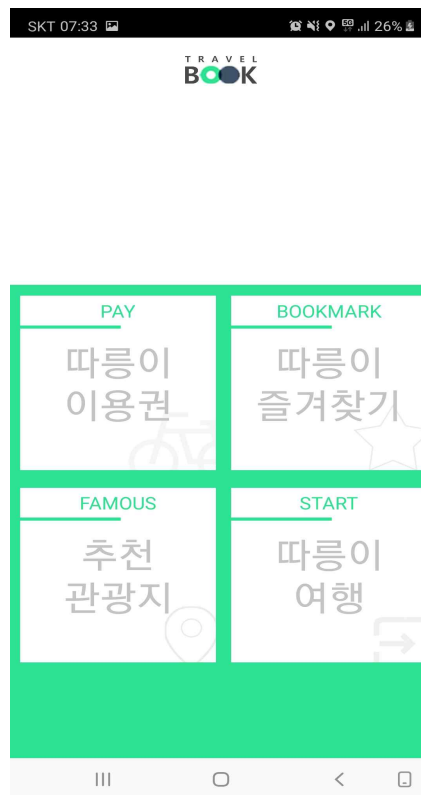 SKT 07:33 5G 26%
TRAVEL
BOOK
PAY
따릉이
이용권
BOOKMARK
따릉이
즐겨찾기
FAMOUS
추천
관광지
START
따릉이
여행